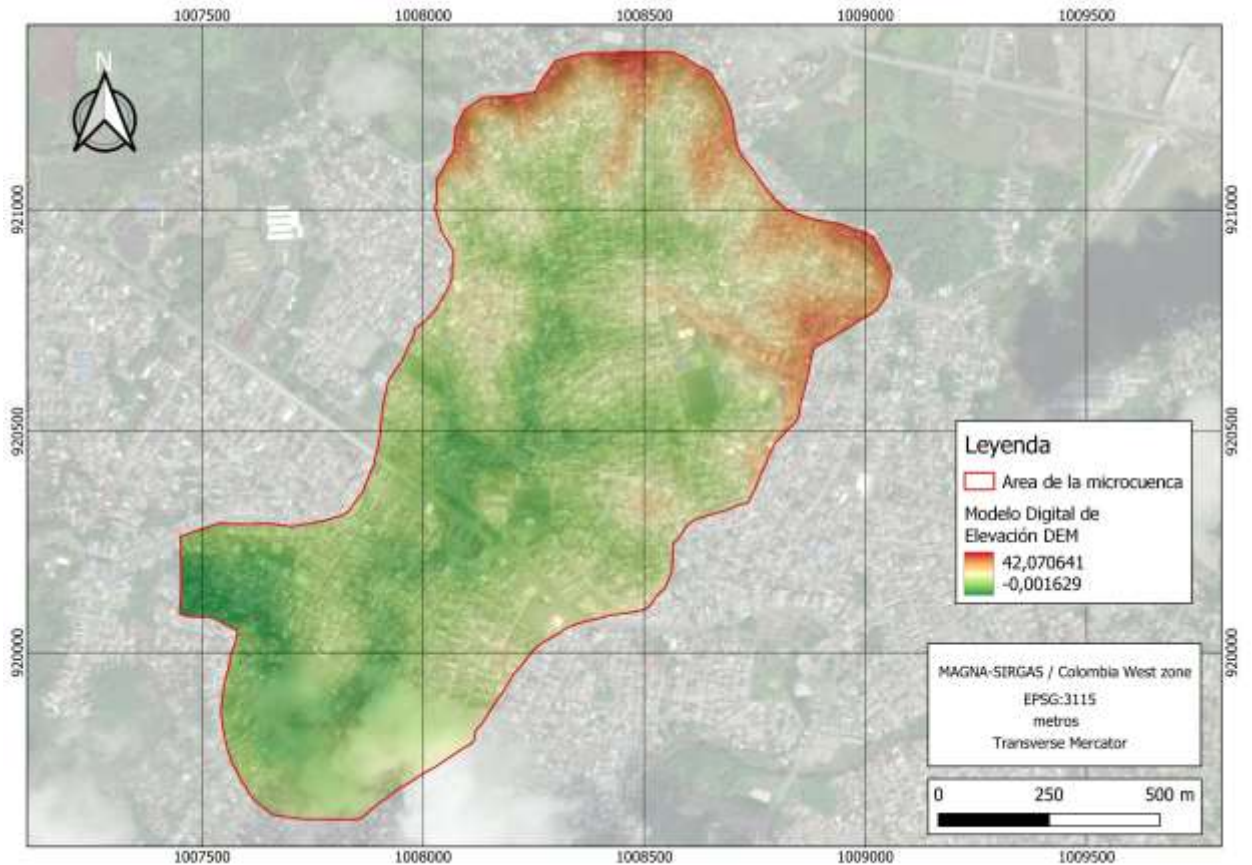 1007500 1008000 1008500 1009000 1009500
N
921000 921000
920500 920500
920000 920000
Leyenda
Area de la microcuenca
Modelo Digital de
Elevación DEM
42,070641
-0,001629
MAGNA-SIRGAS / Colombia West zone
EPSG:3115
metros
Transverse Mercator
0 250 500 m
1007500 1008000 1008500 1009000 1009500